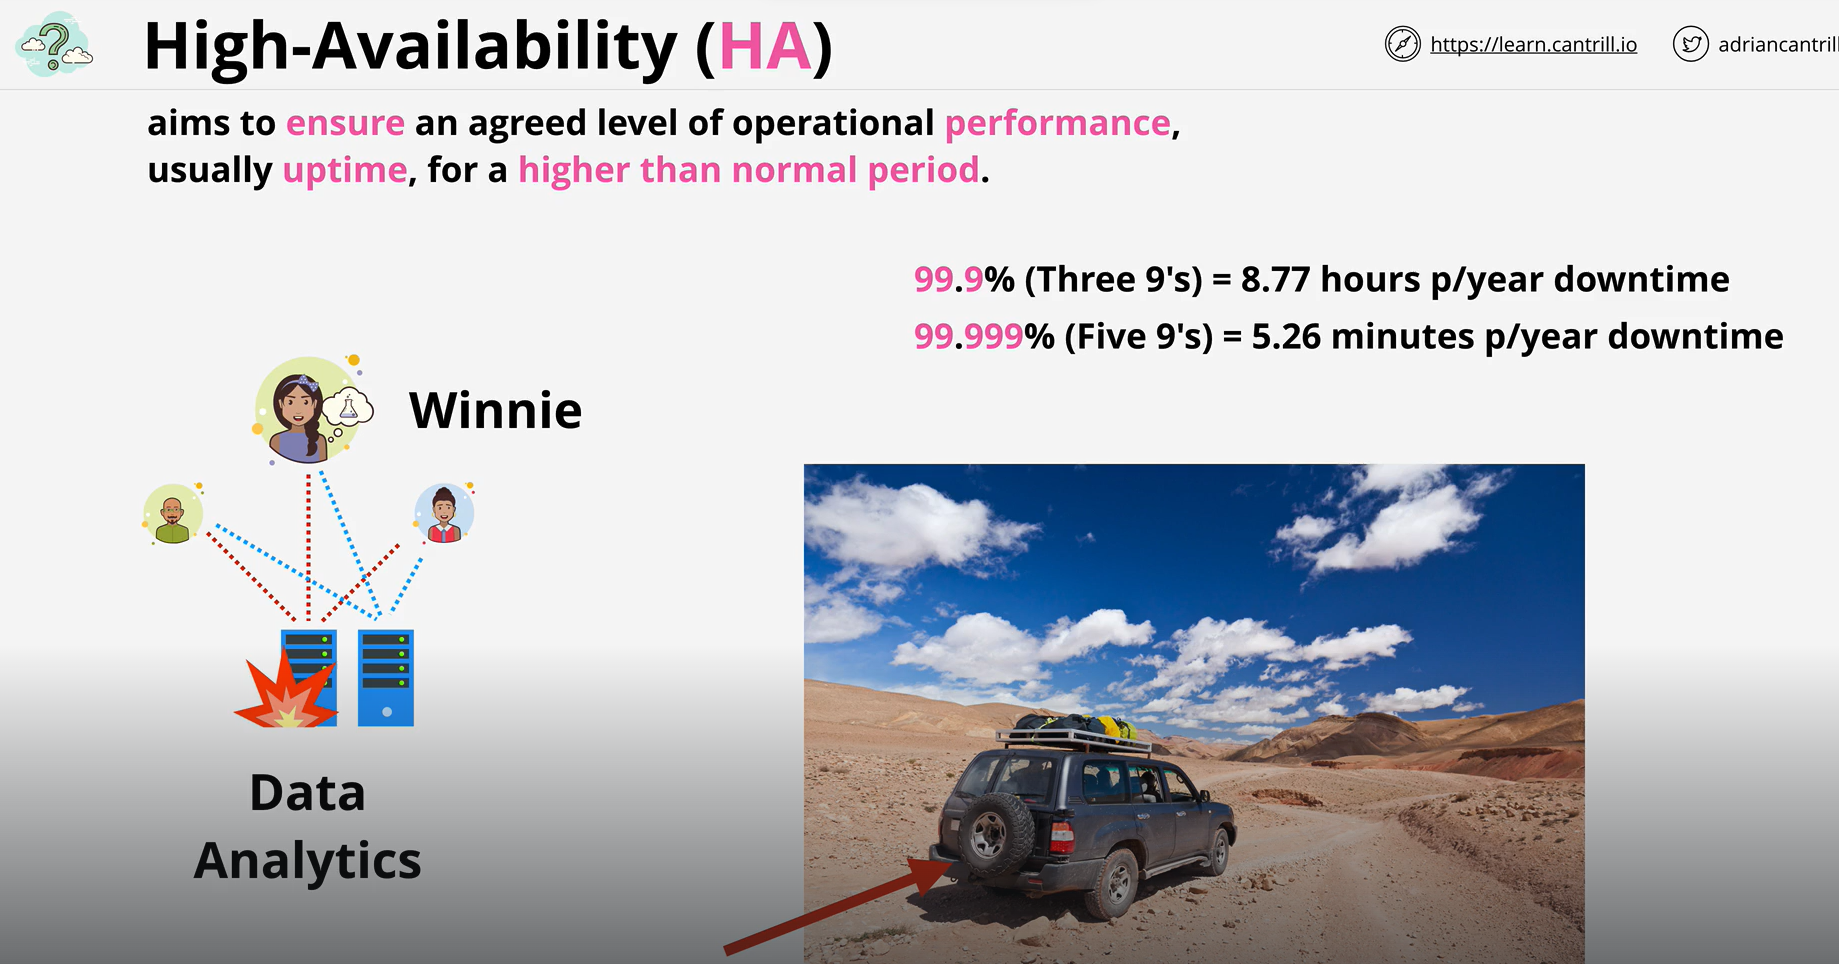 High-Availability (HA)
https://learn.cantrill.io
adriancantrill
aims to ensure an agreed level of operational performance,
usually uptime, for a higher than normal period.
99.9% (Three 9's) = 8.77 hours p/year downtime
99.999% (Five 9's) = 5.26 minutes p/year downtime
Winnie
Data
Analytics